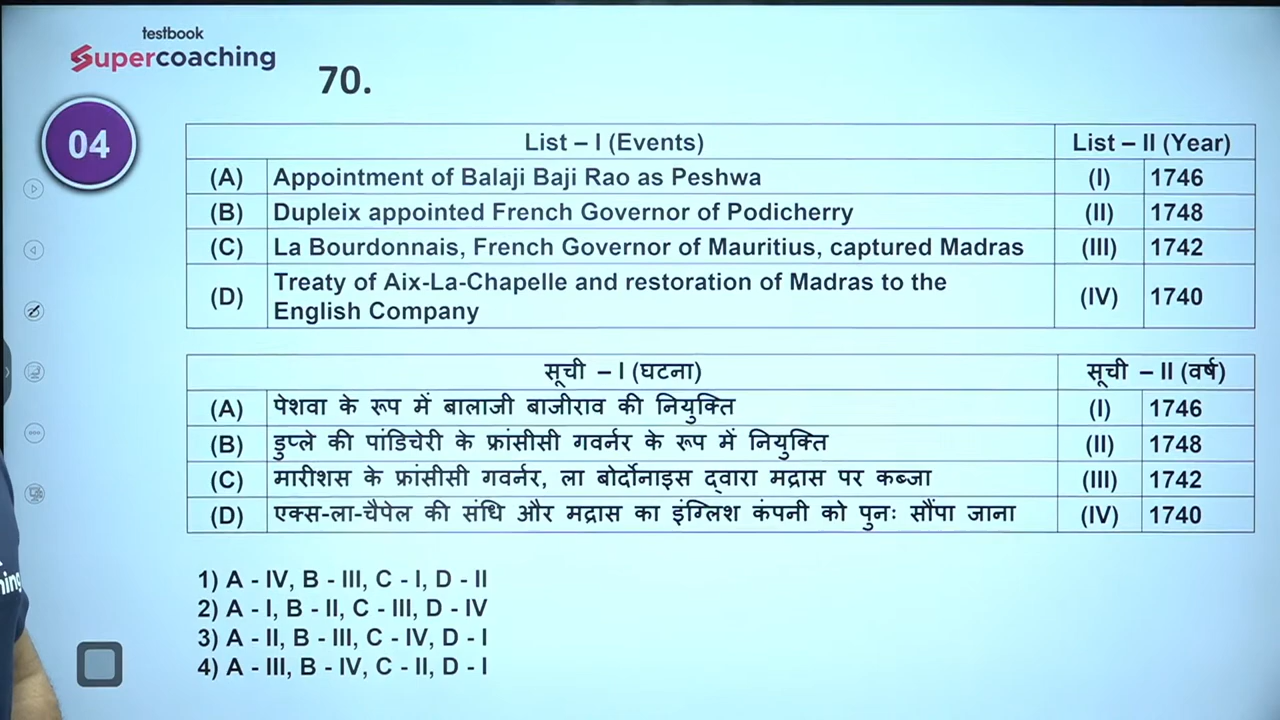 testbook
Supercoaching
70.
04
List – I (Events) List – II (Year)
(A) Appointment of Balaji Baji Rao as Peshwa (I) 1746
(B) Dupleix appointed French Governor of Podicherry (II) 1748
(C) La Bourdonnais, French Governor of Mauritius, captured Madras (III) 1742
(D) Treaty of Aix-La-Chapelle and restoration of Madras to the English Company (IV) 1740
सूची – I (घटना) सूची – II (वर्ष)
(A) पेशवा के रूप में बालाजी बाजीराव की नियुक्ति (I) 1746
(B) डुप्ले की पांडिचेरी के फ्रांसीसी गवर्नर के रूप में नियुक्ति (II) 1748
(C) मारीशस के फ्रांसीसी गवर्नर, ला बोर्दोनाइस द्वारा मद्रास पर कब्जा (III) 1742
(D) एक्स-ला-चैपेल की संधि और मद्रास का इंग्लिश कंपनी को पुनः सौंपा जाना (IV) 1740
1) A - IV, B - III, C - I, D - II
2) A - I, B - II, C - III, D - IV
3) A - II, B - III, C - IV, D - I
4) A - III, B - IV, C - II, D - I